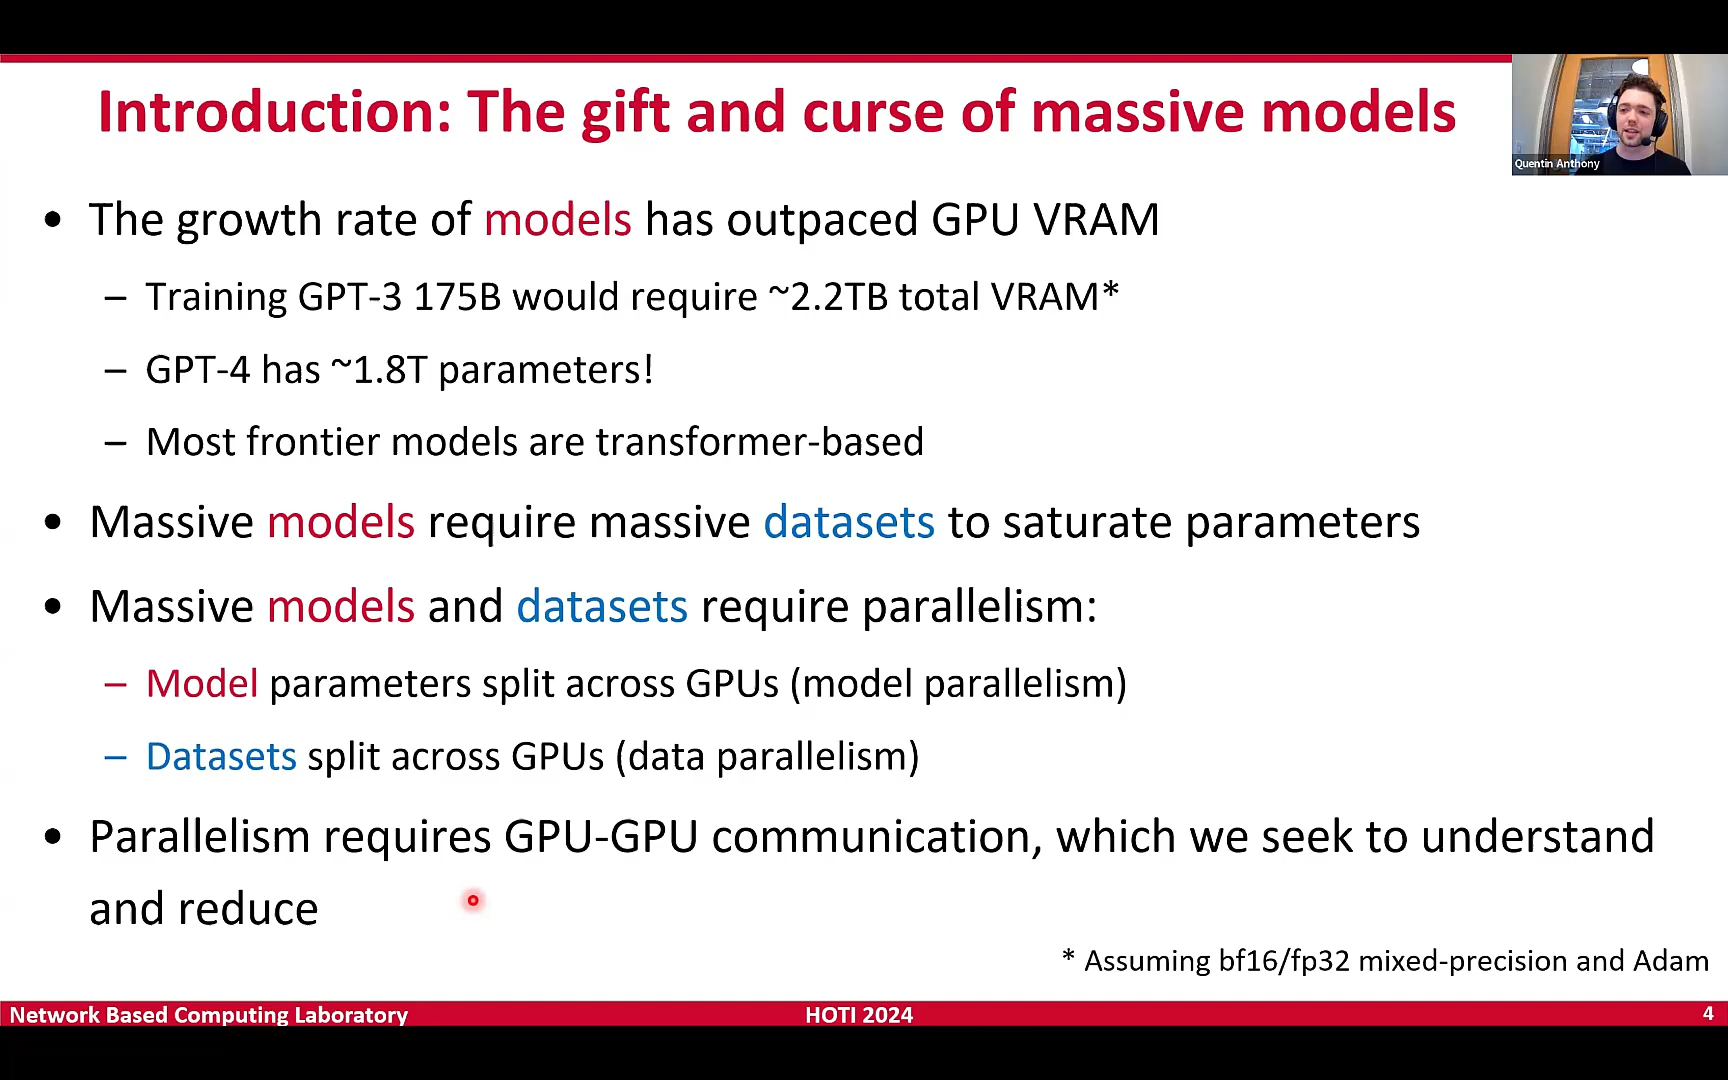 Introduction: The gift and curse of massive models
Quentin Anthony
• The growth rate of models has outpaced GPU VRAM
– Training GPT-3 175B would require ~2.2TB total VRAM*
– GPT-4 has ~1.8T parameters!
– Most frontier models are transformer-based
• Massive models require massive datasets to saturate parameters
• Massive models and datasets require parallelism:
– Model parameters split across GPUs (model parallelism)
– Datasets split across GPUs (data parallelism)
• Parallelism requires GPU-GPU communication, which we seek to understand
and reduce
* Assuming bf16/fp32 mixed-precision and Adam
Network Based Computing Laboratory
HOTI 2024
4